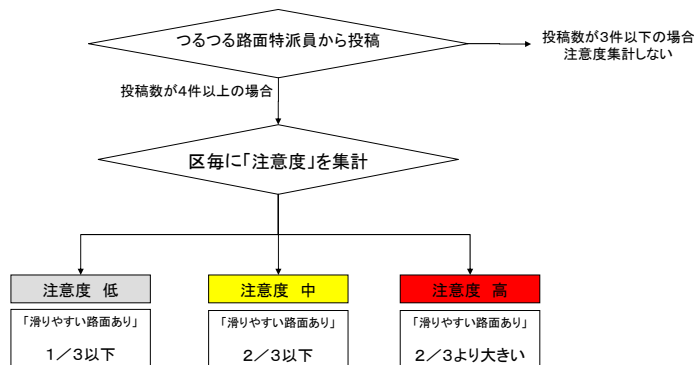 つるつる路面特派員から投稿
投稿数が3件以下の場合
注意度集計しない
投稿数が4件以上の場合
区毎に「注意度」を集計
注意度 低
注意度 中
注意度 高
「滑りやすい路面あり」
1/3以下
「滑りやすい路面あり」
2/3以下
「滑りやすい路面あり」
2/3より大きい